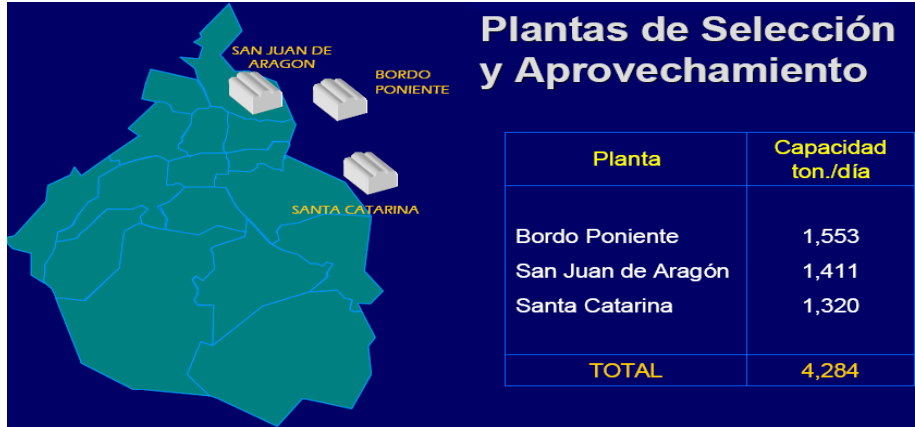 Plantas de Selección
y Aprovechamiento
SAN JUAN DE
ARAGON
BORDO
PONIENTE
SANTA CATARINA
Planta Capacidad
ton./día
Bordo Poniente 1,553
San Juan de Aragón 1,411
Santa Catarina 1,320
TOTAL 4,284